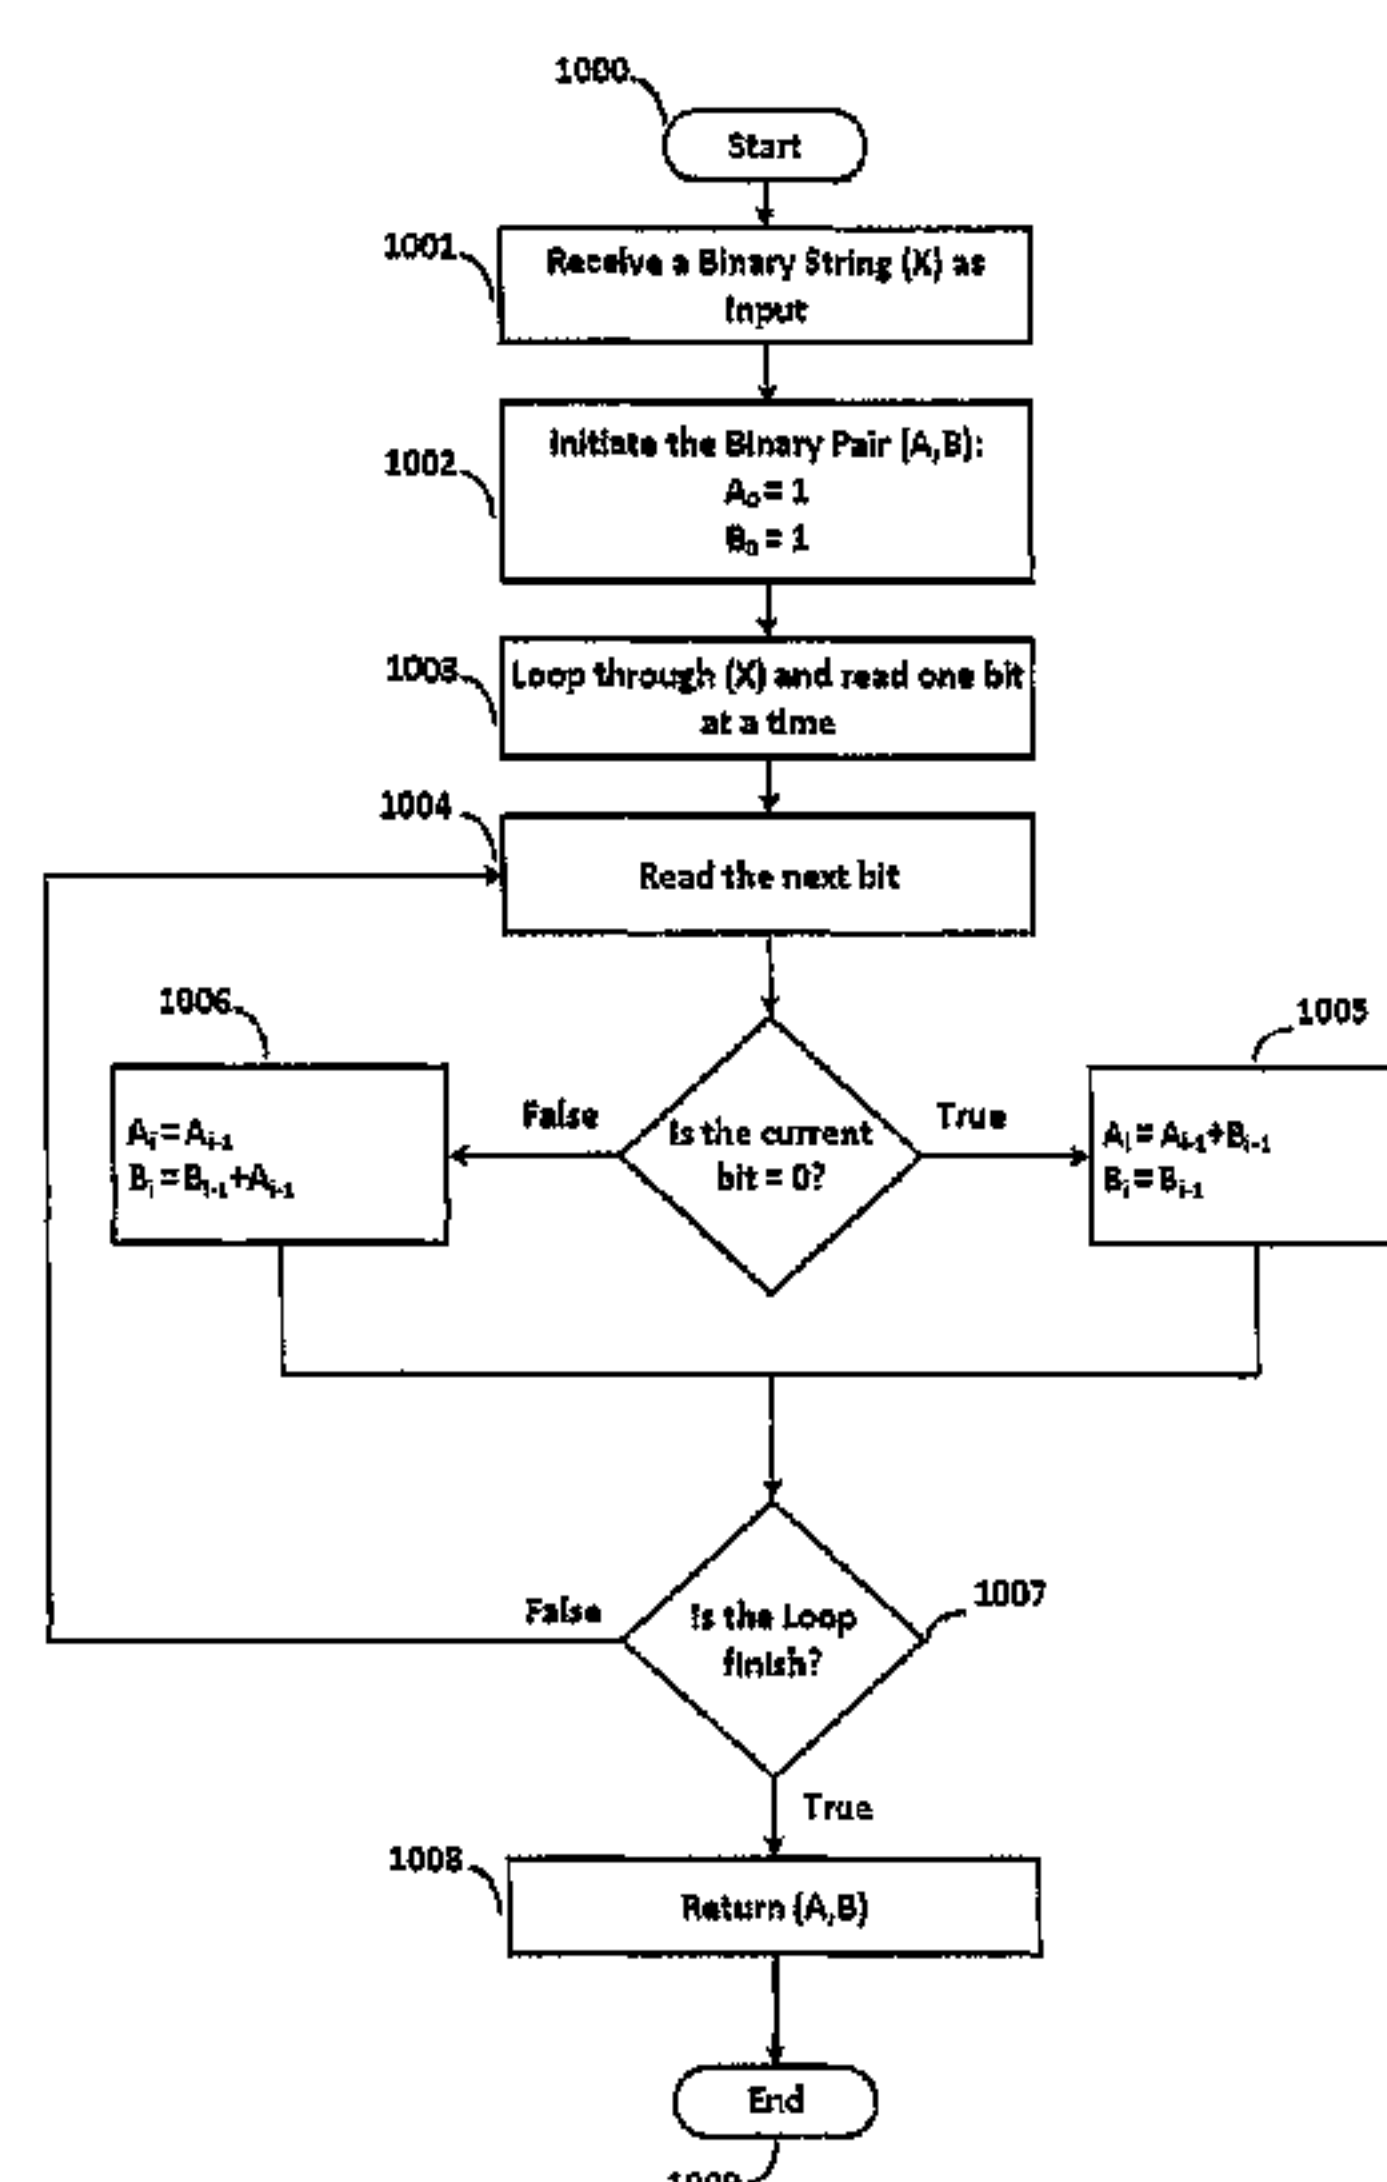 1000
Start
1001
Receive a Binary String (X) as
Input
1002
Initiate the Binary Pair (A,B):
A₀ = 1
B₀ = 1
1003
Loop through (X) and read one bit
at a time
1004
Read the next bit
1006
1005
Aᵢ = Aᵢ₋₁
Bᵢ = Bᵢ₋₁+Aᵢ₋₁
False
Is the current
bit = 0?
True
Aᵢ = Aᵢ₋₁+Bᵢ₋₁
Bᵢ = Bᵢ₋₁
False
Is the Loop
finish?
1007
True
1008
Return (A,B)
End